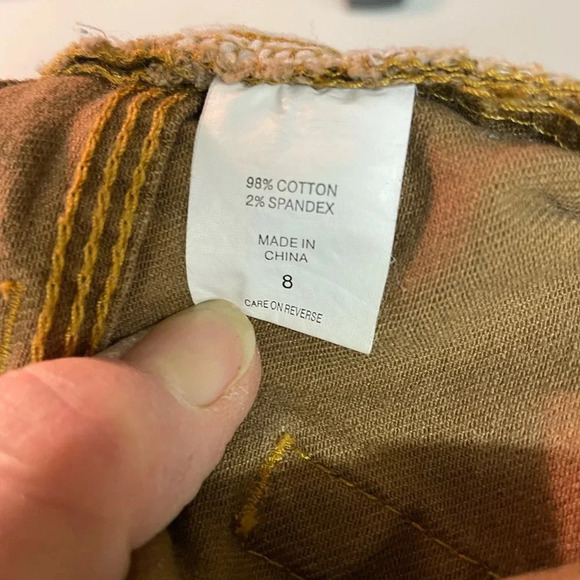 98% COTTON
2% SPANDEX
MADE IN
CHINA
8
CARE ON REVERSE